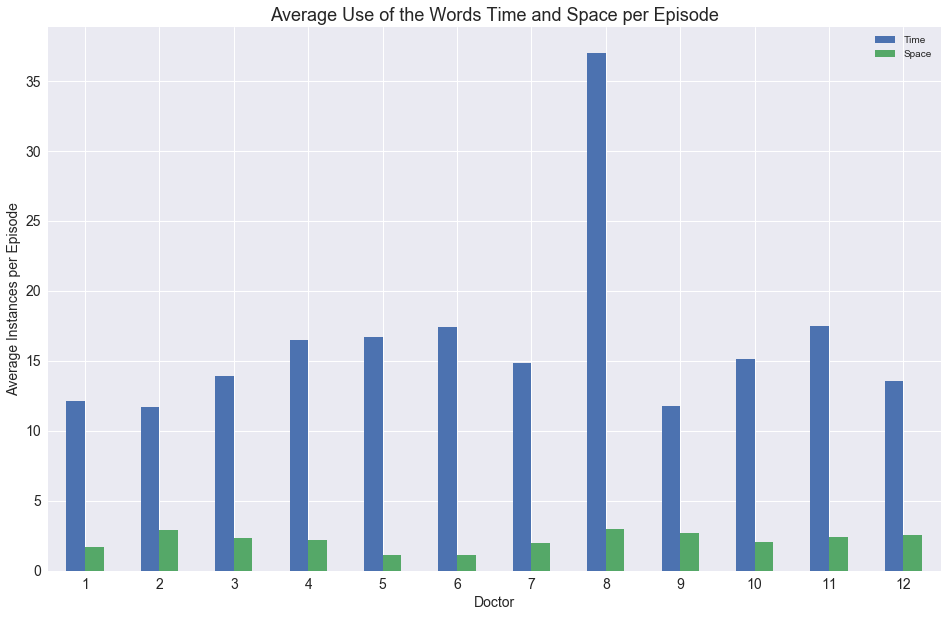 Average Use of the Words Time and Space per Episode
Time
Space
Average Instances per Episode
35
30
25
20
15
10
5
0
1 2 3 4 5 6 7 8 9 10 11 12
Doctor